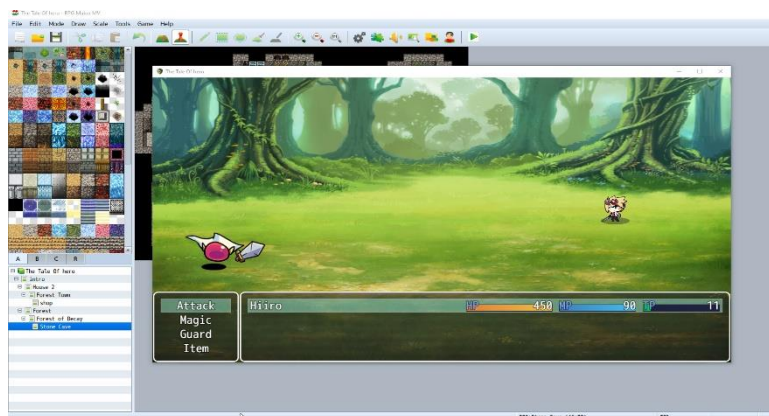 The Tale Of hero - RPG Maker MV
File Edit Mode Draw Scale Tools Game Help
The Tale Of hero
A B C R
The Tale Of hero
Intro
House 2
Forest Town
shop
Forest
Forest of Decay
Stone Cave
Attack
Magic
Guard
Item
Hiiro HP 450 MP 90 TP 11